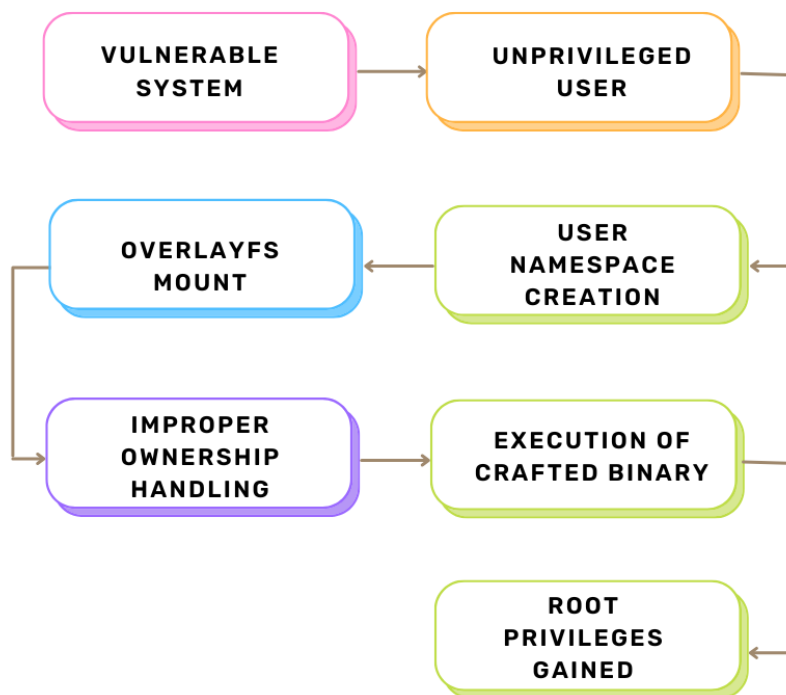 VULNERABLE
SYSTEM
UNPRIVILEGED
USER
USER
NAMESPACE
CREATION
OVERLAYFS
MOUNT
IMPROPER
OWNERSHIP
HANDLING
EXECUTION OF
CRAFTED BINARY
ROOT
PRIVILEGES
GAINED